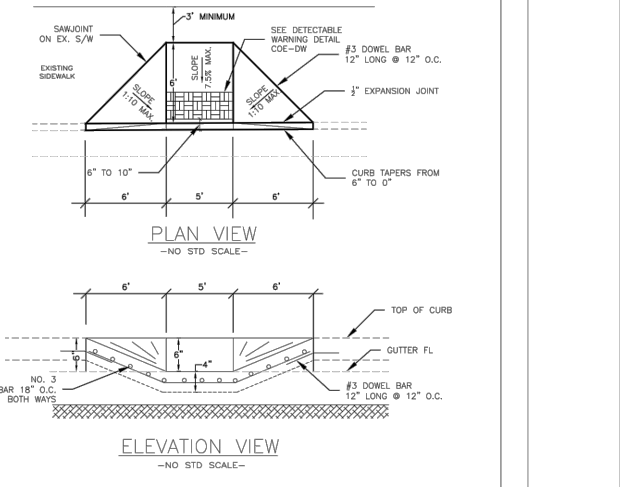 3' MINIMUM
SAWJOINT
ON EX. S/W
SEE DETECTABLE
WARNING DETAIL
COE-DW
#3 DOWEL BAR
12" LONG @ 12" O.C.
EXISTING
SIDEWALK
6'
SLOPE
7.5% MAX.
SLOPE
1:10 MAX.
SLOPE
1:10 MAX.
½" EXPANSION JOINT
6" TO 10"
CURB TAPERS FROM
6" TO 0"
6' 5' 6'
PLAN VIEW
-NO STD SCALE-
6' 5' 6'
TOP OF CURB
6" 6"
GUTTER FL
4"
NO. 3
BAR 18" O.C.
BOTH WAYS
#3 DOWEL BAR
12" LONG @ 12" O.C.
ELEVATION VIEW
-NO STD SCALE-